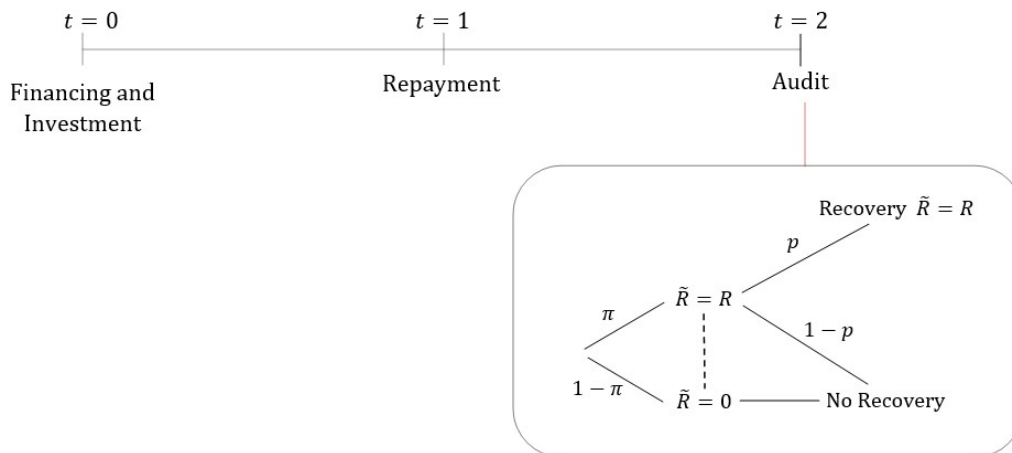 t = 0
t = 1
t = 2
Financing and
Investment
Repayment
Audit
Recovery R̃ = R
p
R̃ = R
π
1 − p
1 − π
R̃ = 0
No Recovery